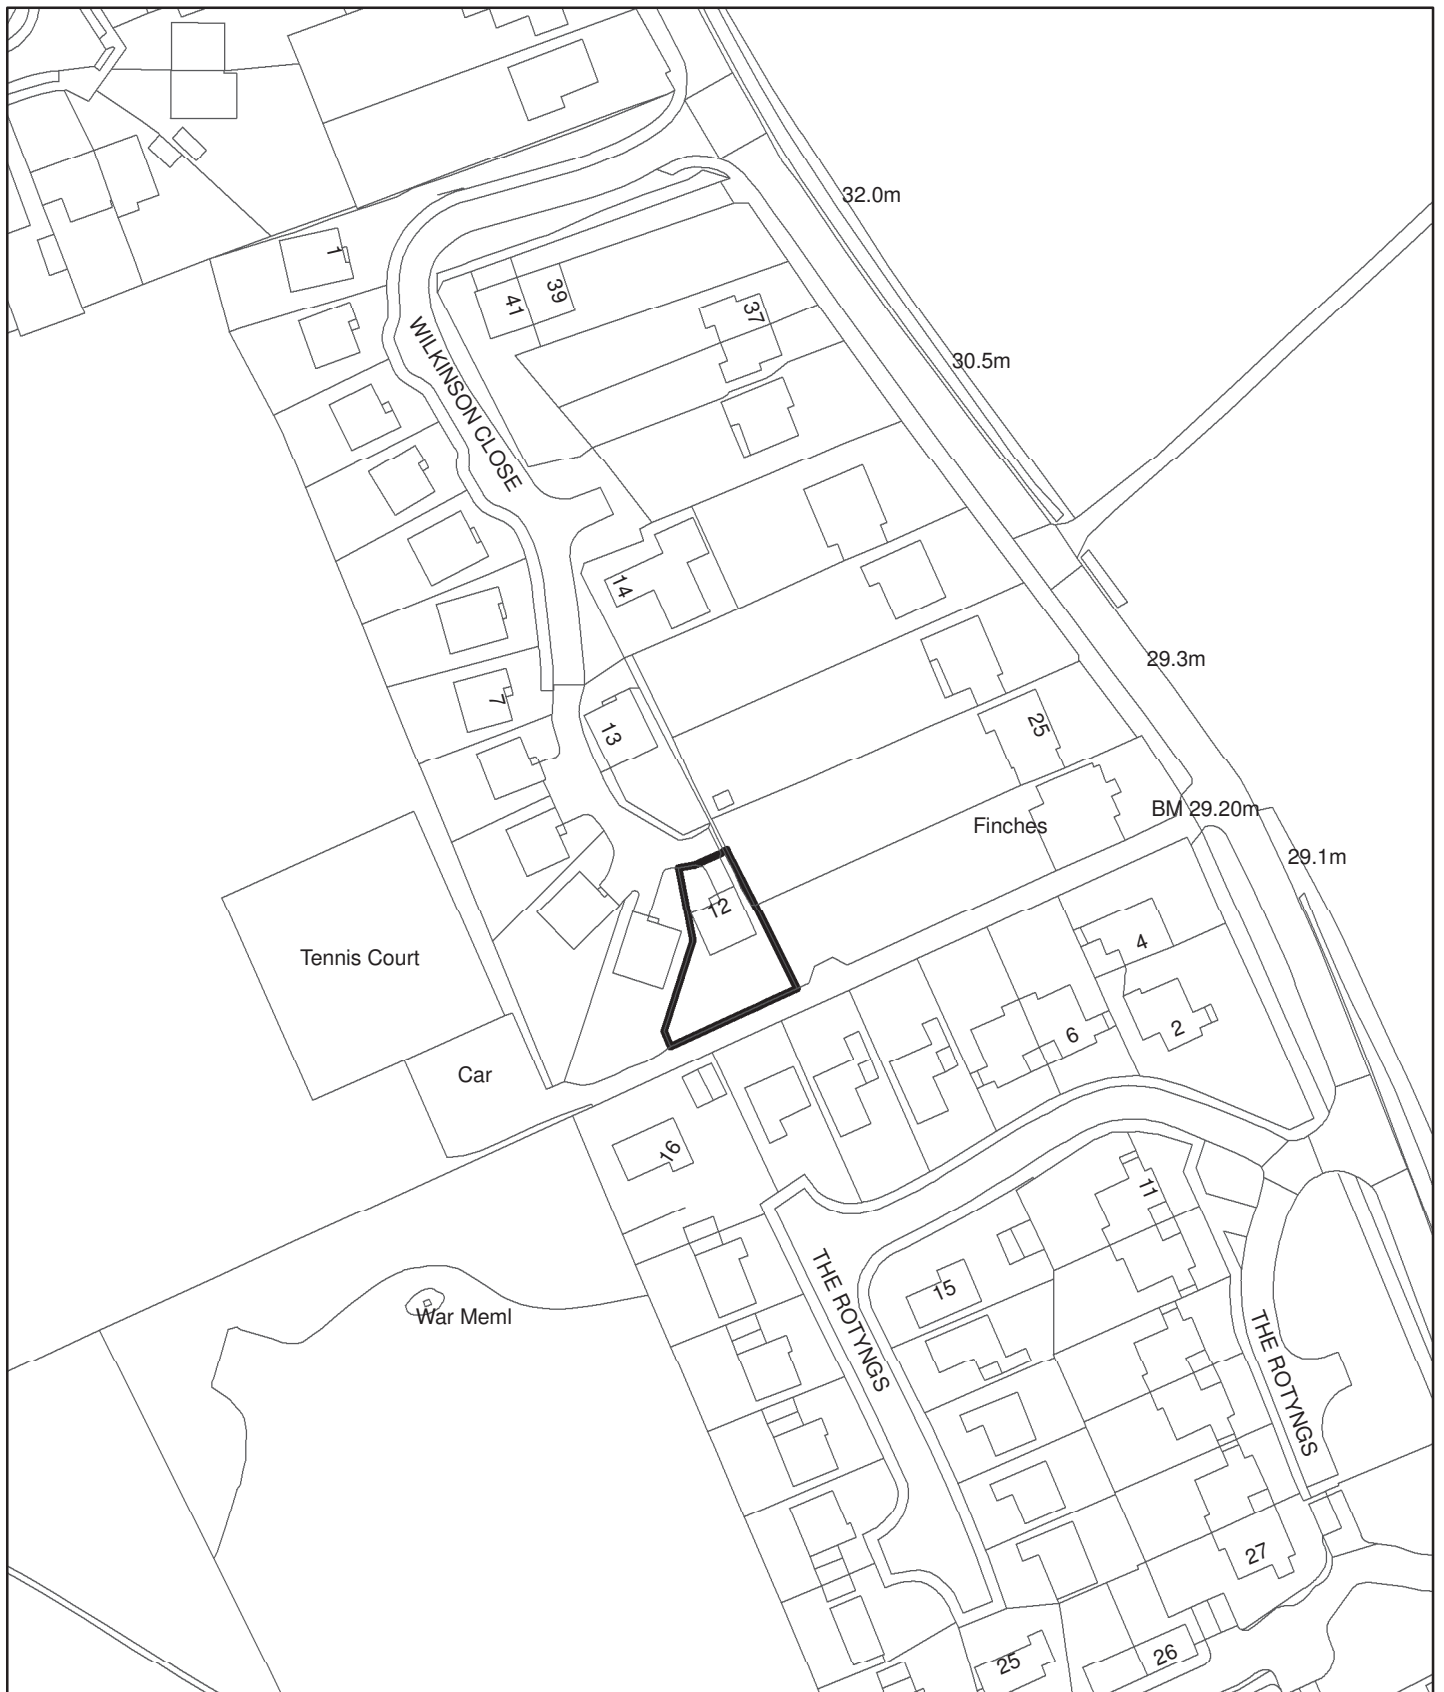 32.0m
1
39
41
37
WILKINSON CLOSE
30.5m
14
29.3m
7
13
25
BM 29.20m
Finches
29.1m
12
4
Tennis Court
2
6
Car
16
11
THE ROTYNGS
15
War Meml
THE ROTYNGS
27
26
25